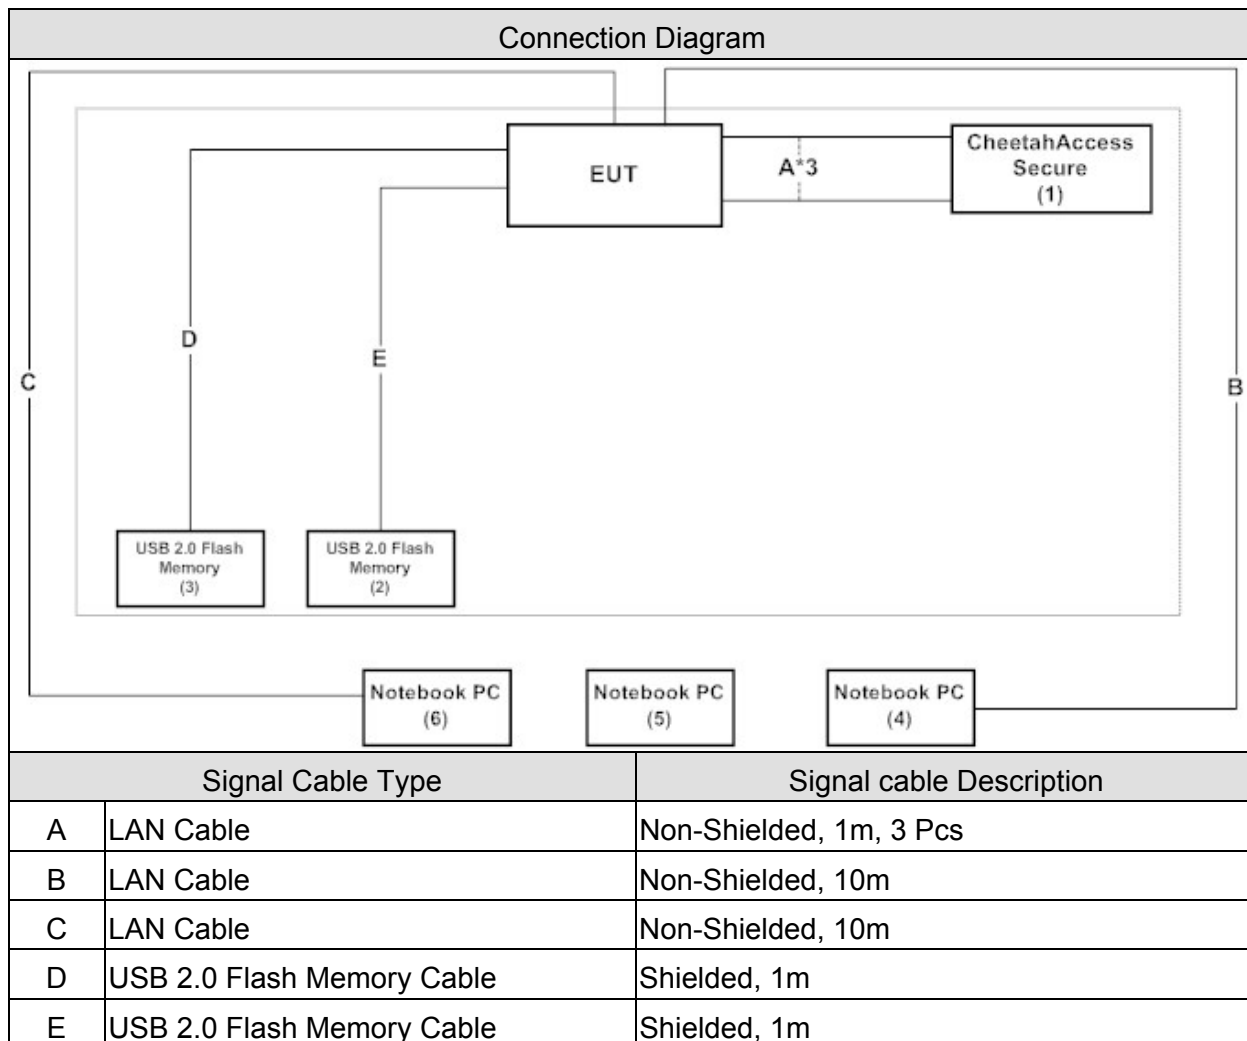 Connection Diagram
EUT
A*3
CheetahAccess
Secure
(1)
D
E
C
B
USB 2.0 Flash
Memory
(3)
USB 2.0 Flash
Memory
(2)
Notebook PC
(6)
Notebook PC
(5)
Notebook PC
(4)
Signal Cable Type Signal cable Description
A LAN Cable Non-Shielded, 1m, 3 Pcs
B LAN Cable Non-Shielded, 10m
C LAN Cable Non-Shielded, 10m
D USB 2.0 Flash Memory Cable Shielded, 1m
E USB 2.0 Flash Memory Cable Shielded, 1m